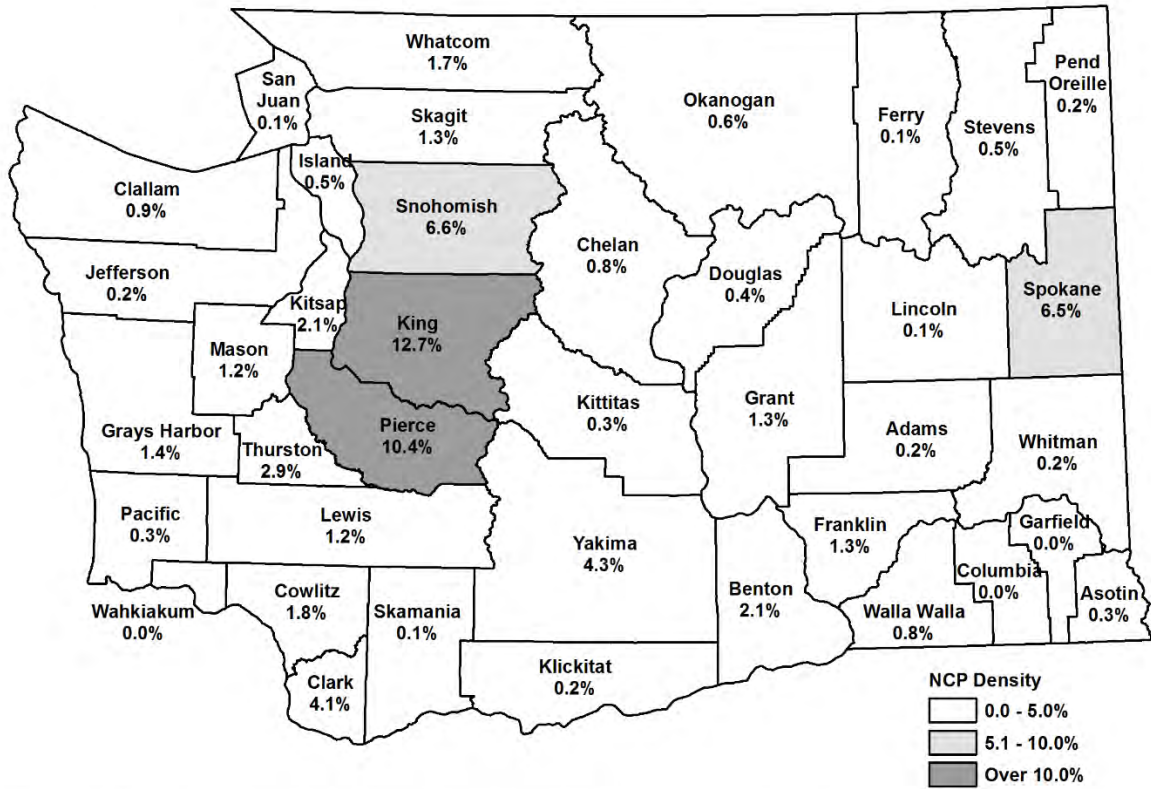 Whatcom
1.7%
San
Juan
0.1%
Skagit
1.3%
Okanogan
0.6%
Ferry
0.1%
Stevens
0.5%
Pend
Oreille
0.2%
Island
0.5%
Clallam
0.9%
Snohomish
6.6%
Chelan
0.8%
Douglas
0.4%
Jefferson
0.2%
Kitsap
2.1%
King
12.7%
Lincoln
0.1%
Spokane
6.5%
Mason
1.2%
Kittitas
0.3%
Grant
1.3%
Adams
0.2%
Whitman
0.2%
Grays Harbor
1.4%
Thurston
2.9%
Pierce
10.4%
Pacific
0.3%
Lewis
1.2%
Yakima
4.3%
Franklin
1.3%
Garfield
0.0%
Columbia
0.0%
Asotin
0.3%
Wahkiakum
0.0%
Cowlitz
1.8%
Skamania
0.1%
Benton
2.1%
Walla Walla
0.8%
Clark
4.1%
Klickitat
0.2%
NCP Density
0.0 - 5.0%
5.1 - 10.0%
Over 10.0%